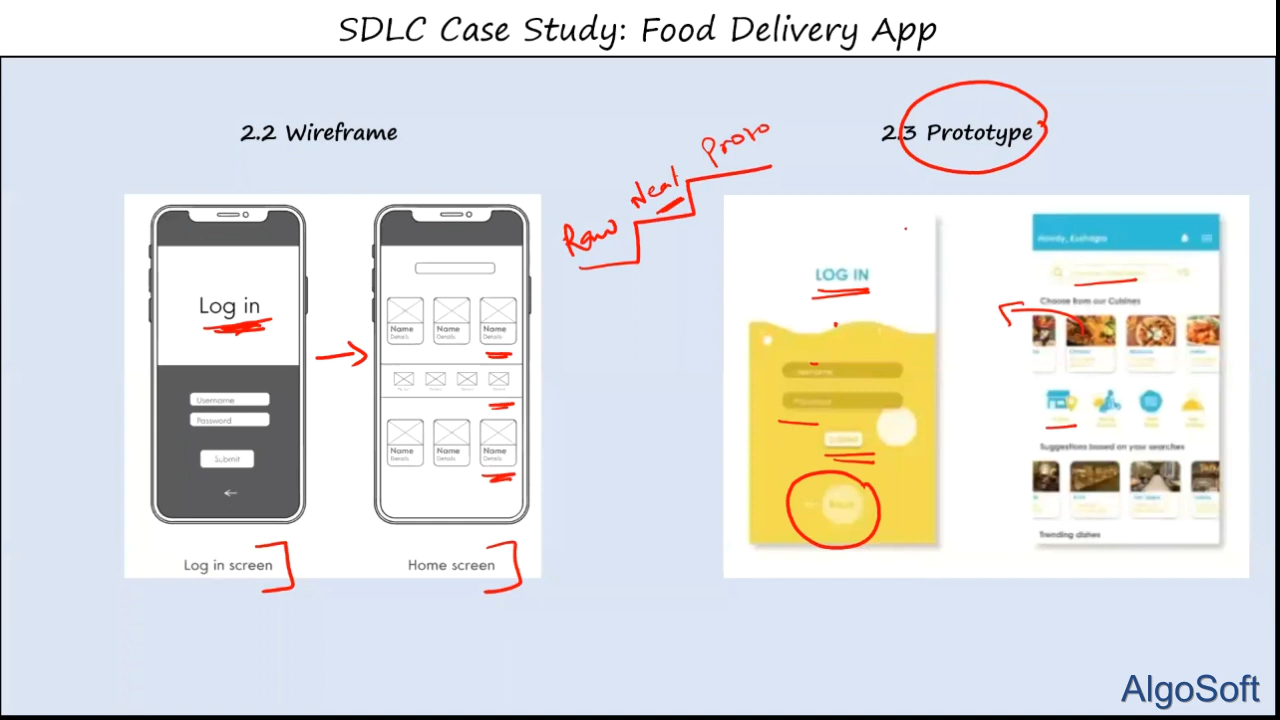 SDLC Case Study: Food Delivery App
2.2 Wireframe
2.3 Prototype
Raw
Neat
Proto
Log in
Username
Password
Submit
Name
Details
Name
Details
Name
Details
Name
Details
Name
Details
Name
Details
Log in screen
Home screen
LOG IN
Howdy, Kushagra
Choose from our Cuisines
Suggestions based on your searches
Trending dishes
AlgoSoft